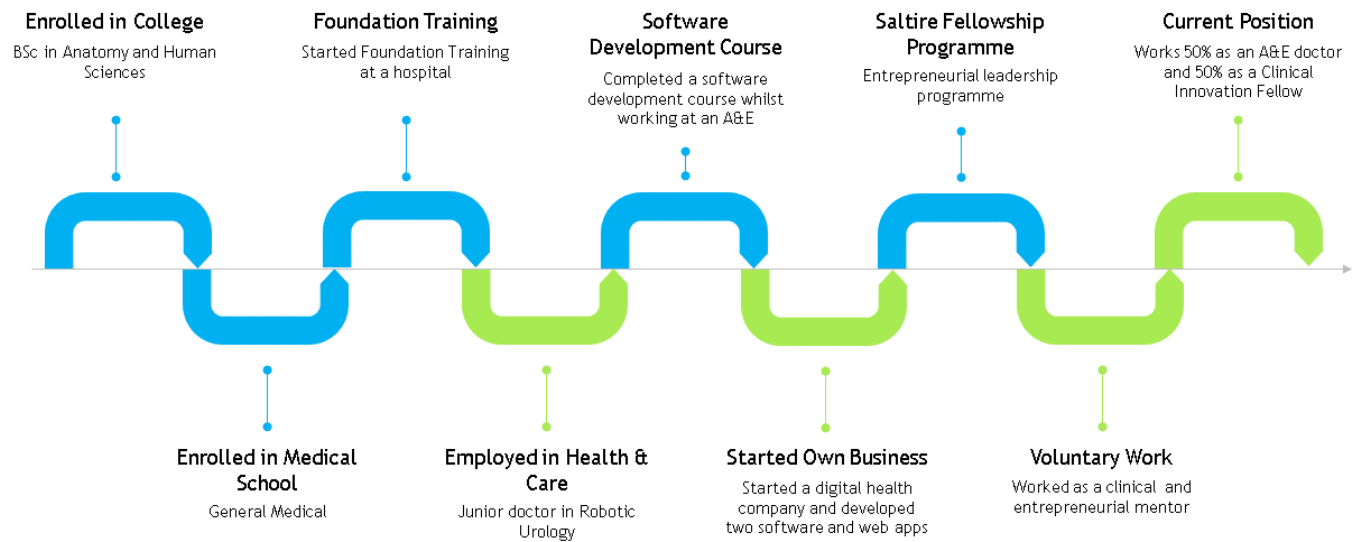 Enrolled in College
BSc in Anatomy and Human
Sciences
Foundation Training
Started Foundation Training
at a hospital
Software
Development Course
Completed a software
development course whilst
working at an A&E
Saltire Fellowship
Programme
Entrepreneurial leadership
programme
Current Position
Works 50% as an A&E doctor
and 50% as a Clinical
Innovation Fellow
Enrolled in Medical
School
General Medical
Employed in Health &
Care
Junior doctor in Robotic
Urology
Started Own Business
Started a digital health
company and developed
two software and web apps
Voluntary Work
Worked as a clinical and
entrepreneurial mentor